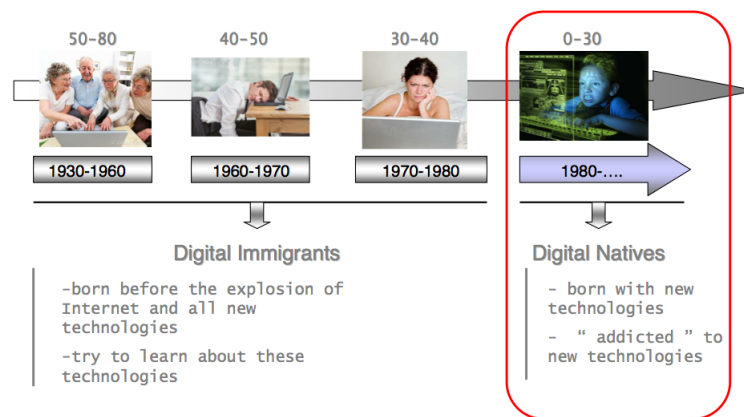 50-80
40-50
30-40
0-30
1930-1960
1960-1970
1970-1980
1980-....
Digital Immigrants
-born before the explosion of
Internet and all new
technologies
-try to learn about these
technologies
Digital Natives
- born with new
technologies
- “ addicted ” to
new technologies